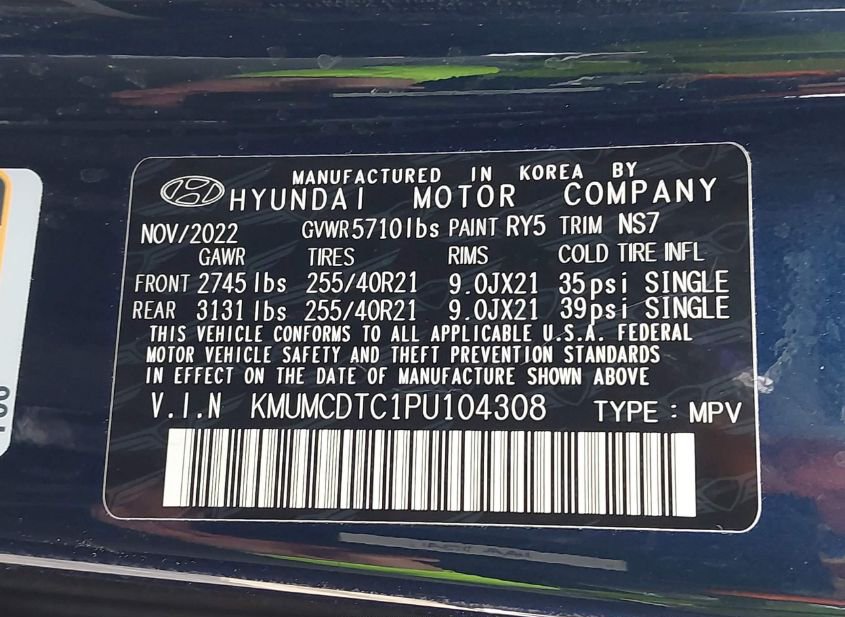 MANUFACTURED IN KOREA BY
HYUNDAI MOTOR COMPANY
NOV/2022 GVWR 5710lbs PAINT RY5 TRIM NS7
GAWR TIRES RIMS COLD TIRE INFL
FRONT 2745 lbs 255/40R21 9.0JX21 35psi SINGLE
REAR 3131 lbs 255/40R21 9.0JX21 39psi SINGLE
THIS VEHICLE CONFORMS TO ALL APPLICABLE U.S.A. FEDERAL
MOTOR VEHICLE SAFETY AND THEFT PREVENTION STANDARDS
IN EFFECT ON THE DATE OF MANUFACTURE SHOWN ABOVE
V.I.N KMUMCDTC1PU104308 TYPE : MPV